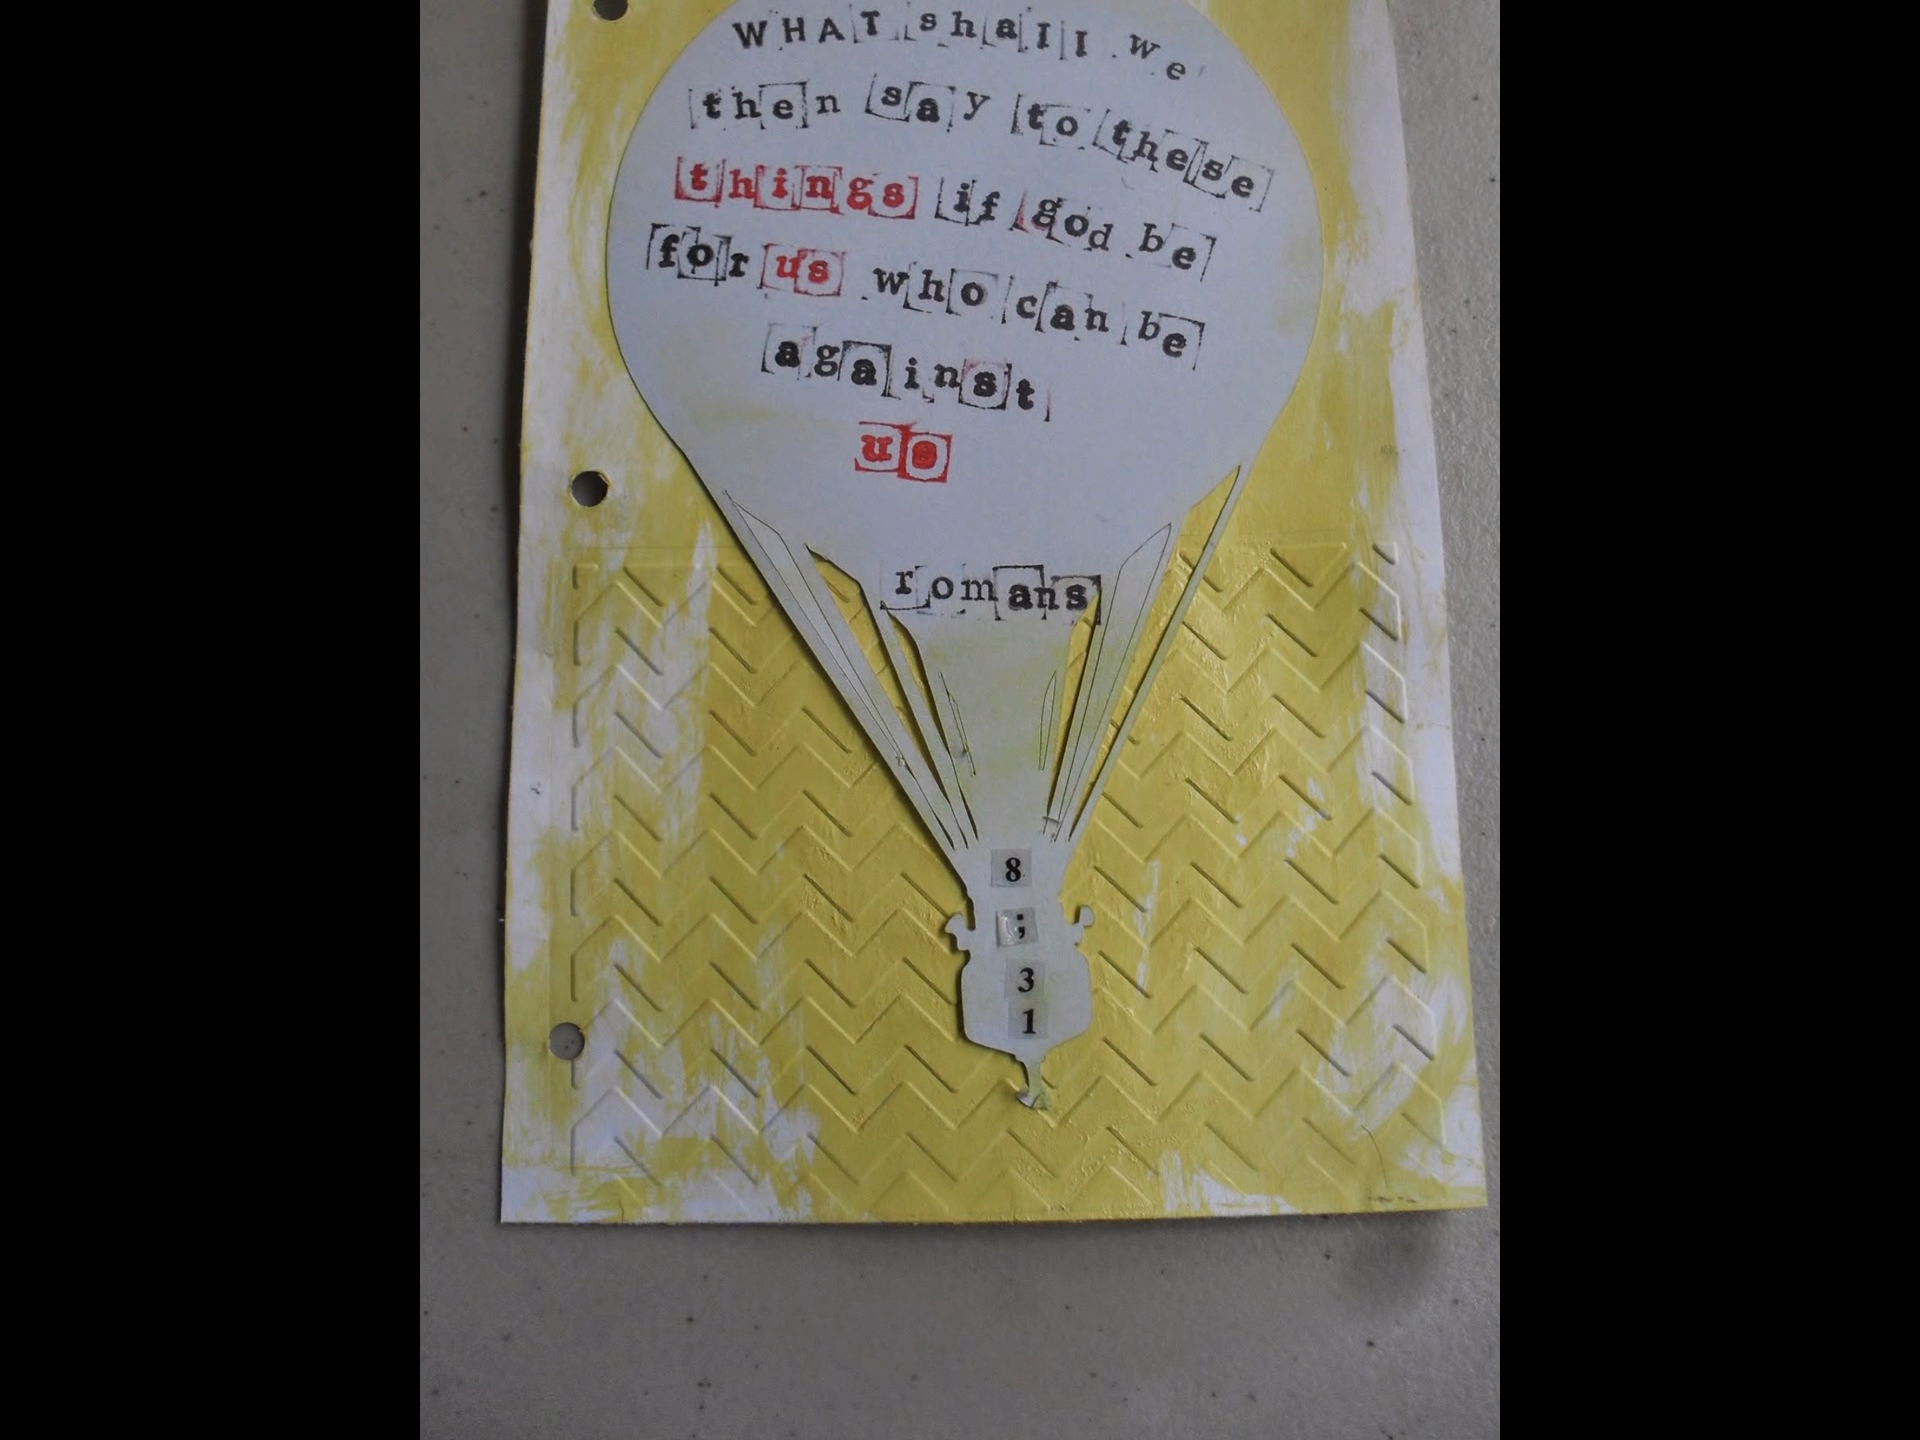 WHAT shall we
then say to these
things if god be
for us who can be
against
us
romans
8
;
3
1